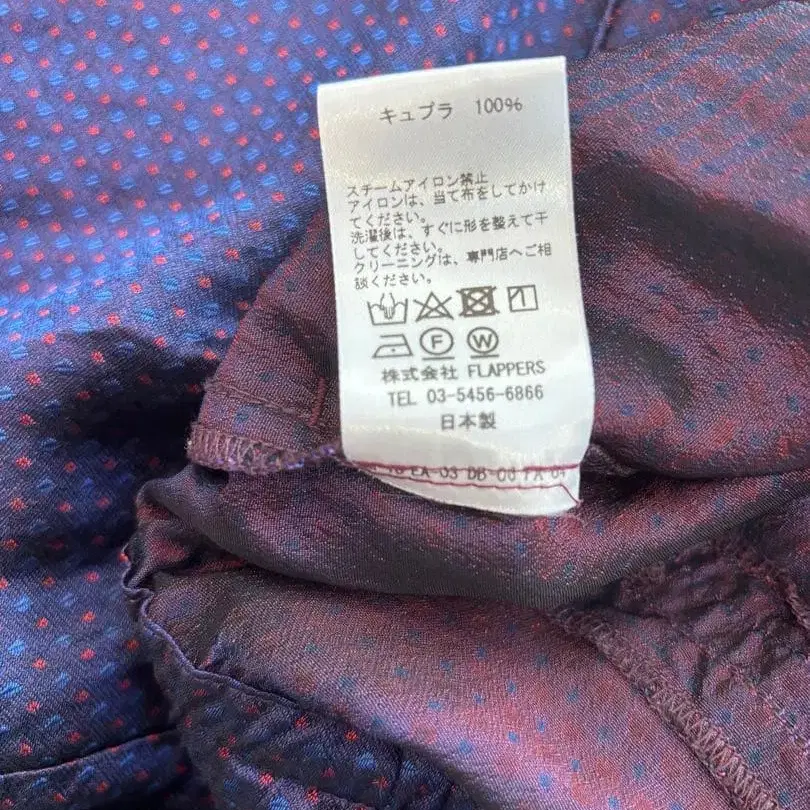 キュプラ 100%
スチームアイロン禁止
アイロンは、当て布をしてかけ
てください。
洗濯後は、すぐに形を整えて干
してください。
クリーニングは、専門店へご相
談ください。
F W
株式会社 FLAPPERS
TEL 03-5456-6866
日本製
EA 03 DB